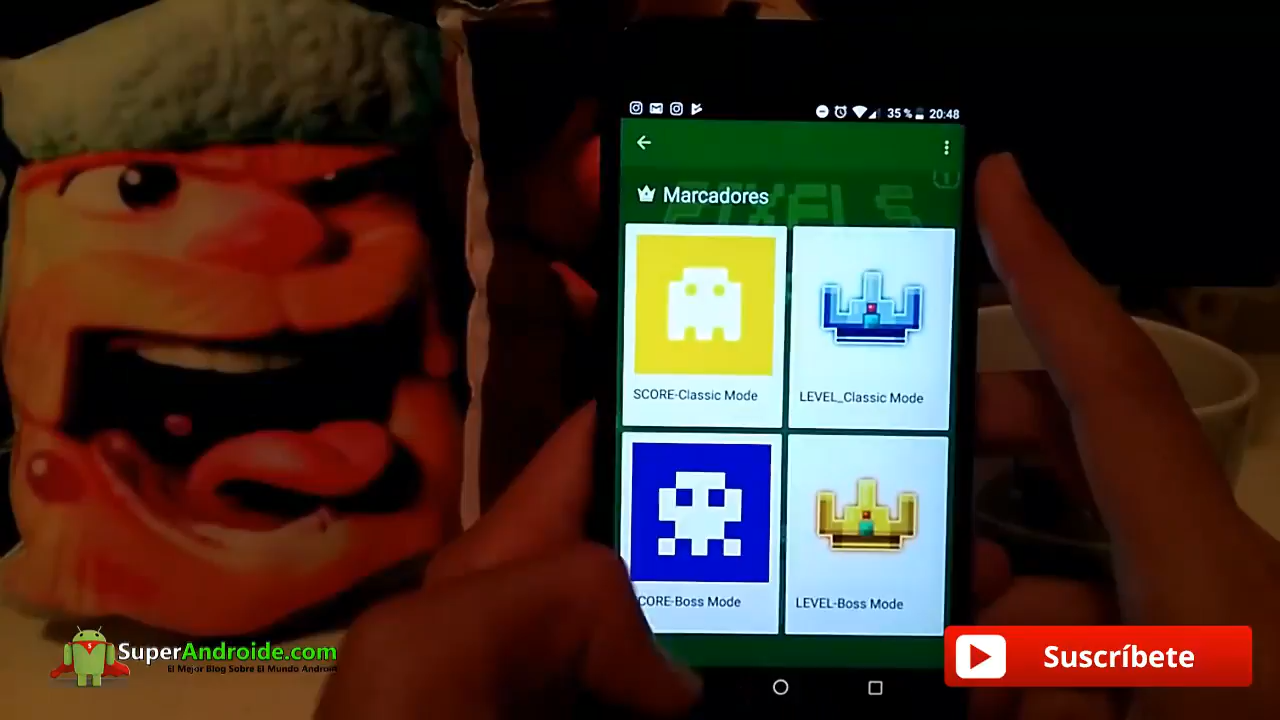 35 % 20:48
Marcadores
PIXELS
SCORE-Classic Mode
LEVEL_Classic Mode
CORE-Boss Mode
LEVEL-Boss Mode
SuperAndroide.com
El Mejor Blog Sobre El Mundo Android
Suscríbete